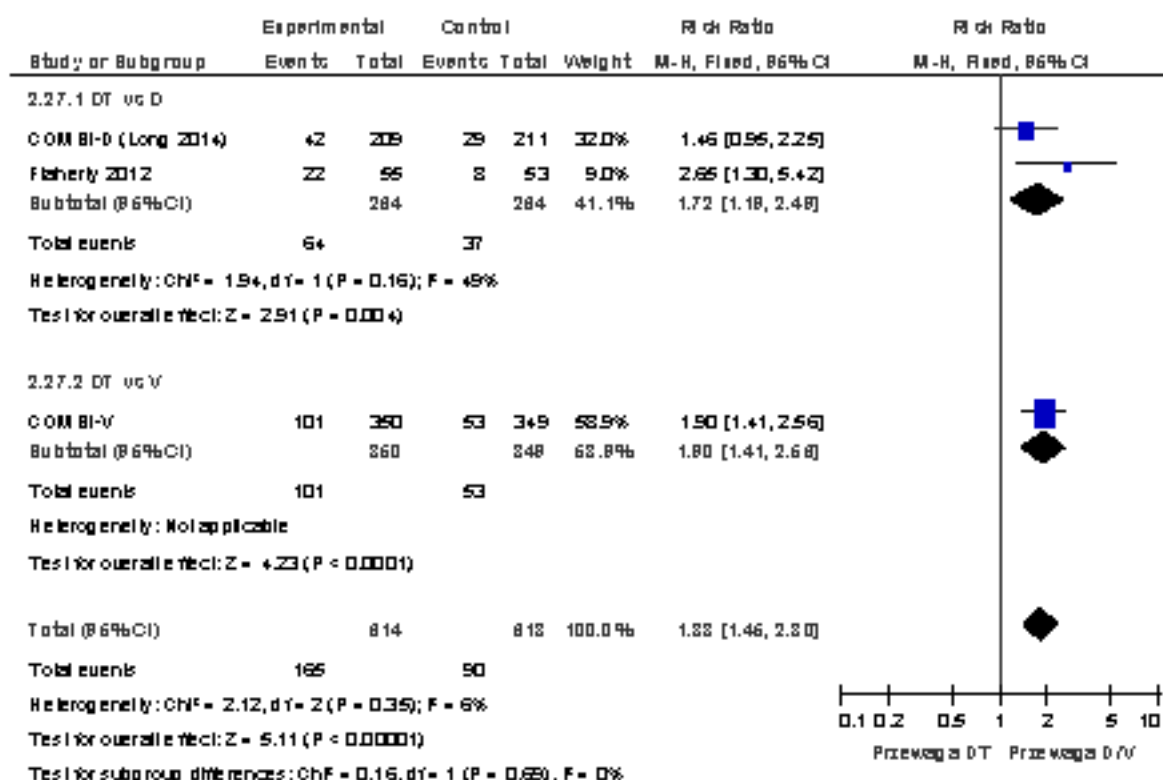 Experimental Control Risk Ratio Risk Ratio
Study or Subgroup Events Total Events Total Weight M-H, Fixed, 95% CI M-H, Fixed, 95% CI
2.27.1 DT vs D
COMBI-D (Long 2014) 42 209 29 211 32.0% 1.46 [0.95, 2.25]
Flaherty 2012 22 55 8 53 9.0% 2.65 [1.30, 5.42]
Subtotal (95% CI) 264 264 41.1% 1.72 [1.19, 2.48]
Total events 64 37
Heterogeneity: Chi² = 1.94, df = 1 (P = 0.16); I² = 49%
Test for overall effect: Z = 2.91 (P = 0.004)
2.27.2 DT vs V
COMBI-V 101 350 53 349 58.9% 1.90 [1.41, 2.56]
Subtotal (95% CI) 350 349 58.9% 1.90 [1.41, 2.56]
Total events 101 53
Heterogeneity: Not applicable
Test for overall effect: Z = 4.23 (P < 0.0001)
Total (95% CI) 614 613 100.0% 1.83 [1.45, 2.30]
Total events 165 90
Heterogeneity: Chi² = 2.12, df = 2 (P = 0.35); I² = 6%
Test for overall effect: Z = 5.11 (P < 0.00001)
Test for subgroup differences: Chi² = 0.16, df = 1 (P = 0.69), I² = 0%
0.1 0.2 0.5 1 2 5 10
Przewaga DT Przewaga D/V